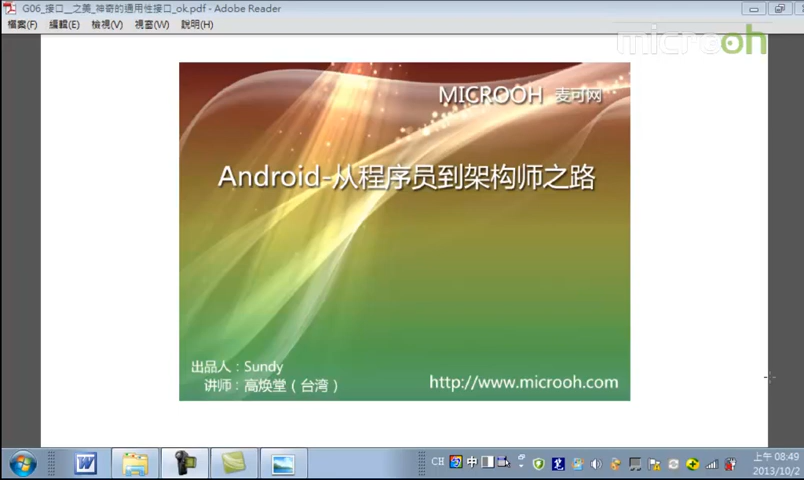 G06_接口__之美_神奇的通用性接口_ok.pdf - Adobe Reader
檔案(F) 編輯(E) 檢視(V) 視窗(W) 說明(H)
microoh
MICROOH 麦可网
Android-从程序员到架构师之路
出品人：Sundy
讲师：高焕堂（台湾）
http://www.microoh.com
CH 中
上午 08:49
2013/10/2